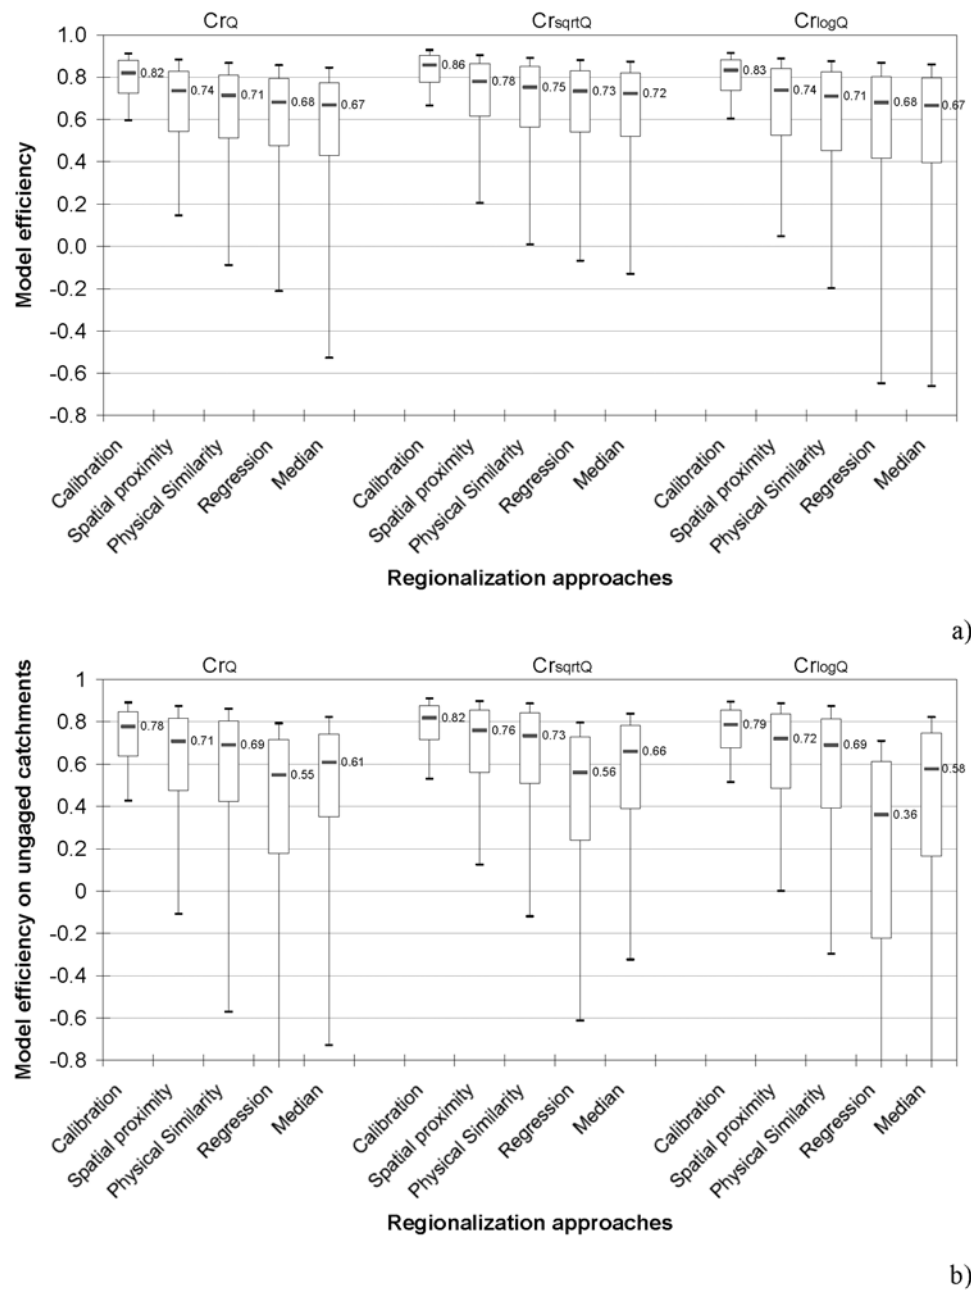 CrQ CrsqrtQ CrlogQ
1.0
0.8
0.6
0.4
0.2
0.0
-0.2
-0.4
-0.6
-0.8
Model efficiency
0.82 0.74 0.71 0.68 0.67 0.86 0.78 0.75 0.73 0.72 0.83 0.74 0.71 0.68 0.67
Calibration Spatial proximity Physical Similarity Regression Median Calibration Spatial proximity Physical Similarity Regression Median Calibration Spatial proximity Physical Similarity Regression Median
Regionalization approaches
a)
CrQ CrsqrtQ CrlogQ
1
0.8
0.6
0.4
0.2
0
-0.2
-0.4
-0.6
-0.8
Model efficiency on ungaged catchments
0.78 0.71 0.69 0.55 0.61 0.82 0.76 0.73 0.56 0.66 0.79 0.72 0.69 0.36 0.58
Calibration Spatial proximity Physical Similarity Regression Median Calibration Spatial proximity Physical Similarity Regression Median Calibration Spatial proximity Physical Similarity Regression Median
Regionalization approaches
b)